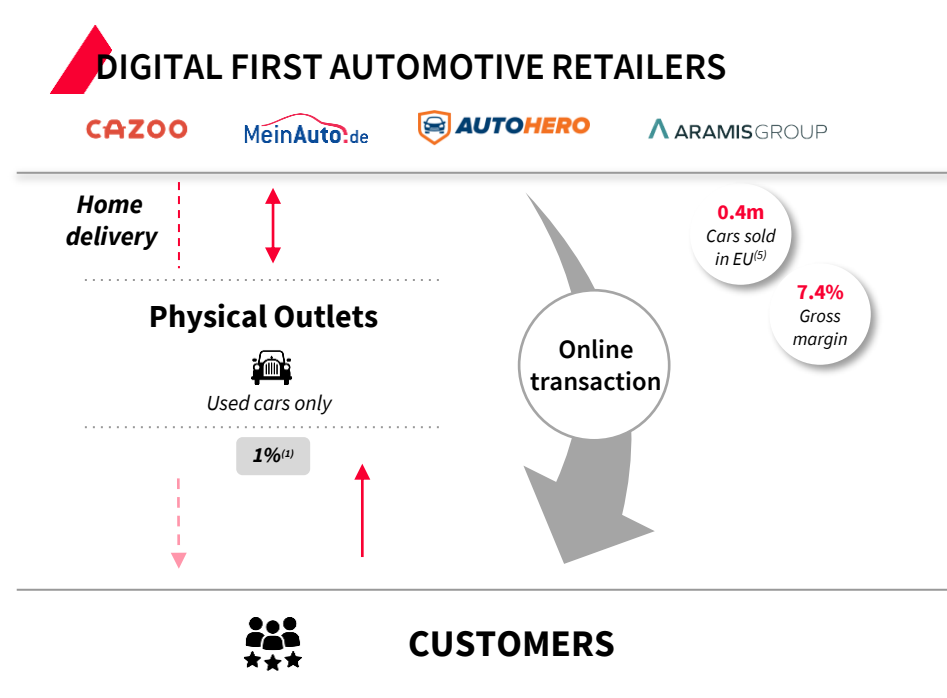 DIGITAL FIRST AUTOMOTIVE RETAILERS
CAZOO
MeinAuto.de
AUTOHERO
ARAMISGROUP
Home
delivery
0.4m
Cars sold
in EU(5)
7.4%
Gross
margin
Physical Outlets
Used cars only
Online
transaction
1%(1)
CUSTOMERS